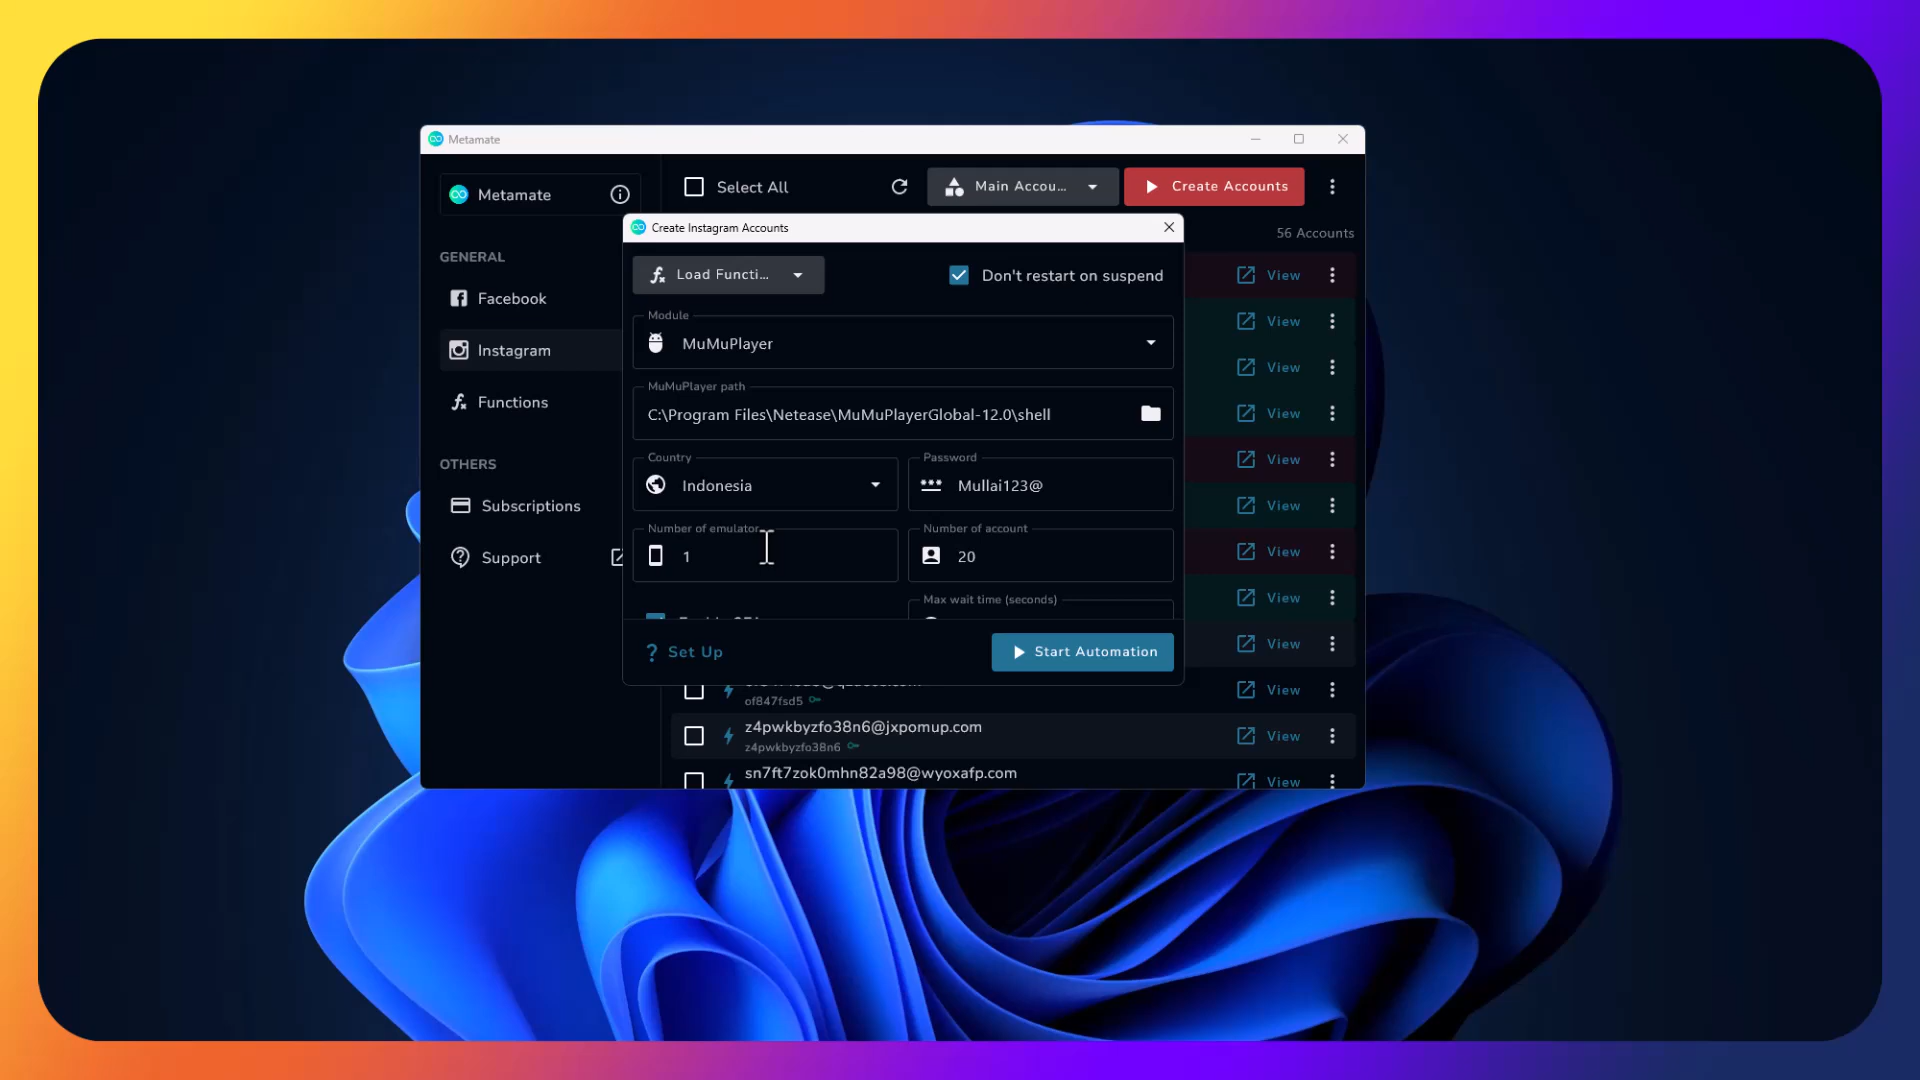 Metamate
Metamate
Select All
Main Accou...
Create Accounts
56 Accounts
GENERAL
Facebook
Instagram
Functions
OTHERS
Subscriptions
Support
Create Instagram Accounts
Load Functi...
Don't restart on suspend
Module
MuMuPlayer
MuMuPlayer path
C:\Program Files\Netease\MuMuPlayerGlobal-12.0\shell
Country
Indonesia
Password
Mullai123@
Number of emulator
1
Number of account
20
Max wait time (seconds)
? Set Up
Start Automation
View
View
View
View
View
View
View
View
View
View
of847fsd5
z4pwkbyzfo38n6@jxpomup.com
z4pwkbyzfo38n6
View
sn7ft7zok0mhn82a98@wyoxafp.com
View